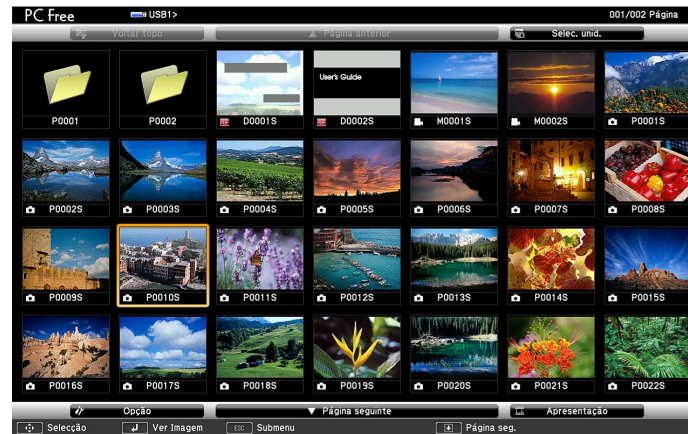 PC Free USB1> 001/002 Página
Voltar topo Página anterior Selec. unid.
User's Guide
P0001 P0002 D0001S D0002S M0001S M0002S P0001S
P0002S P0003S P0004S P0005S P0006S P0007S P0008S
P0009S P0010S P0011S P0012S P0013S P0014S P0015S
P0016S P0017S P0018S P0019S P0020S P0021S P0022S
Opção Página seguinte Apresentação
Selecção Ver Imagem ESC Submenu Página seg.